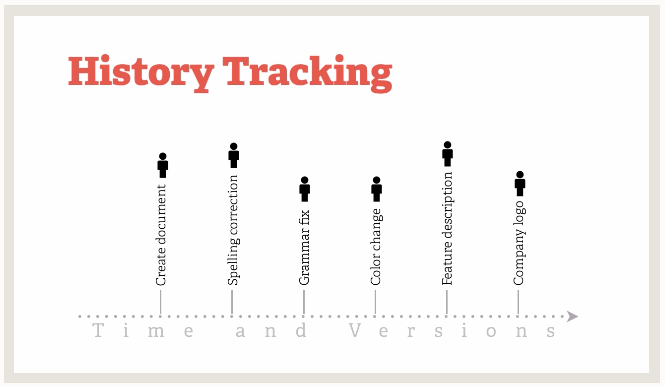 History Tracking
Create document
Spelling correction
Grammar fix
Color change
Feature description
Company logo
Time and Versions